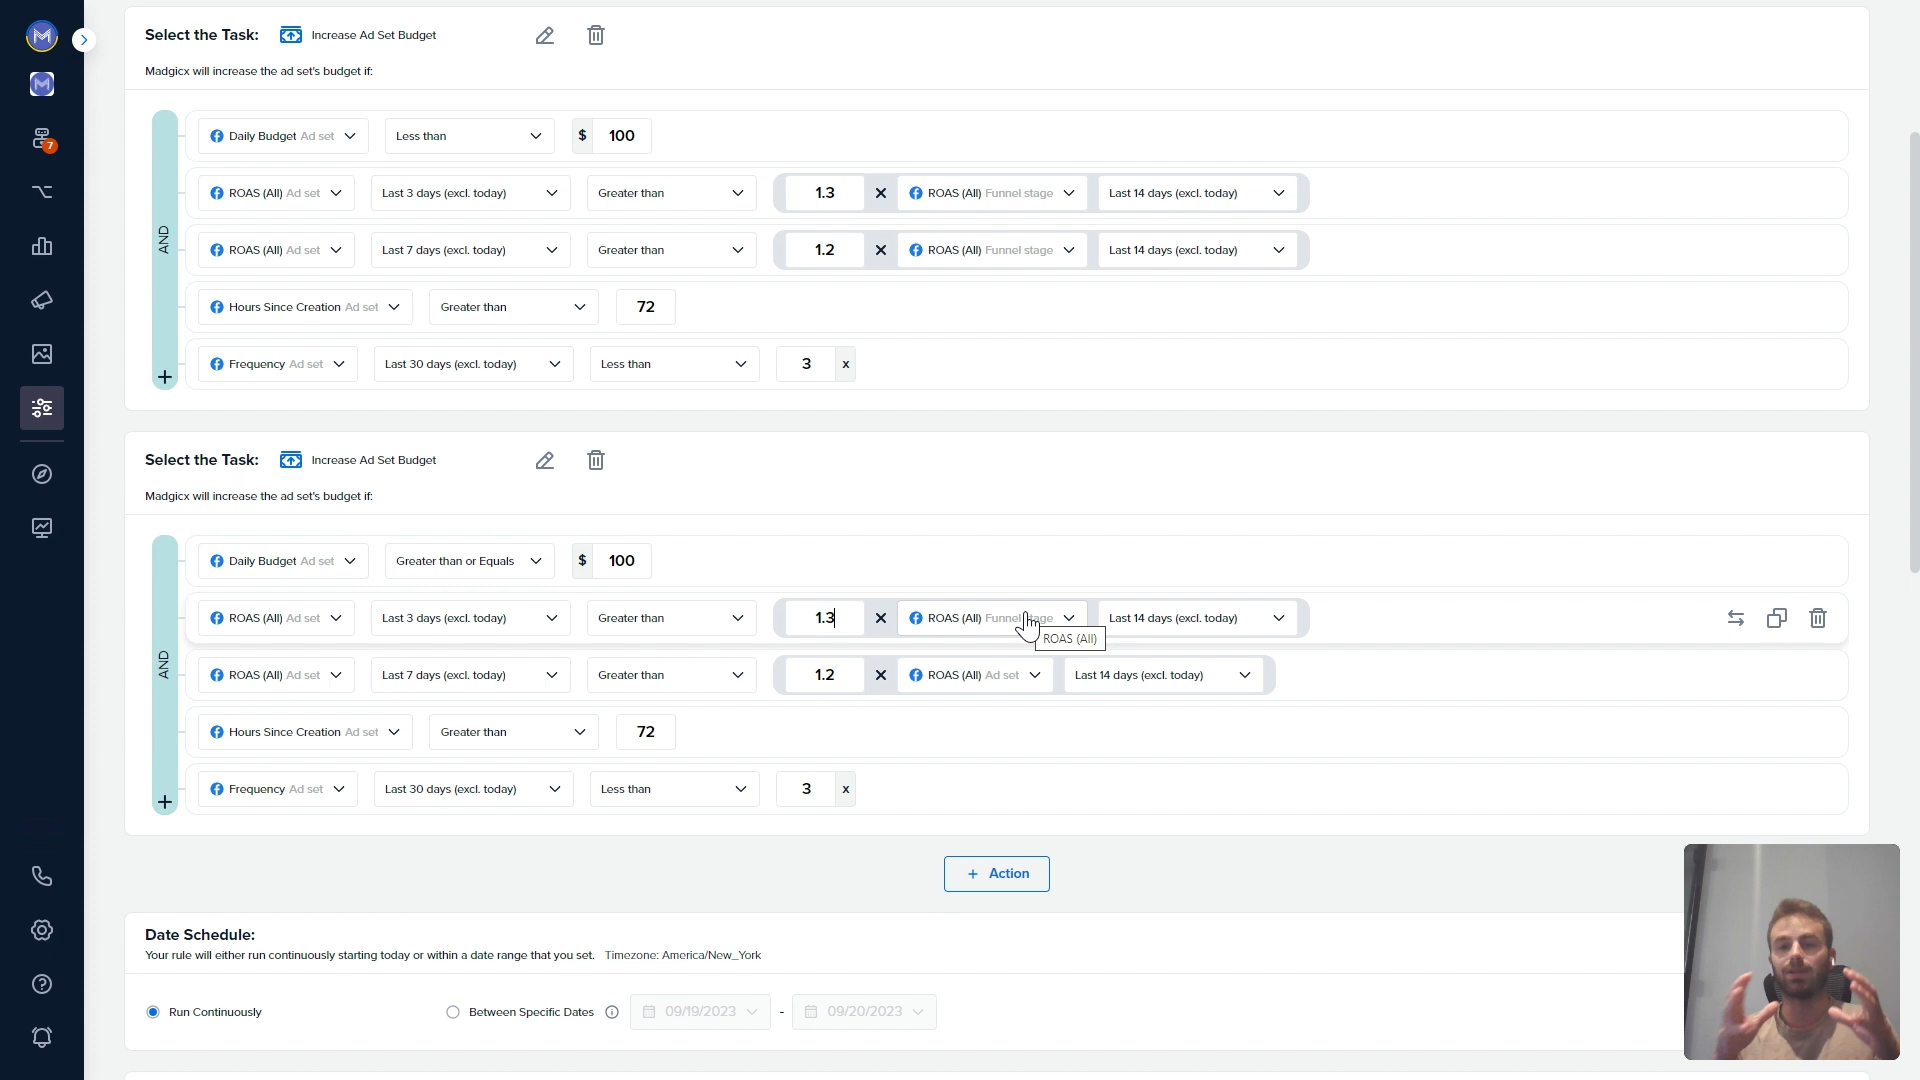 Select the Task: Increase Ad Set Budget
Madgicx will increase the ad set's budget if:
7
AND
Daily Budget Ad set Less than $ 100
ROAS (All) Ad set Last 3 days (excl. today) Greater than 1.3 X ROAS (All) Funnel stage Last 14 days (excl. today)
ROAS (All) Ad set Last 7 days (excl. today) Greater than 1.2 X ROAS (All) Funnel stage Last 14 days (excl. today)
Hours Since Creation Ad set Greater than 72
Frequency Ad set Last 30 days (excl. today) Less than 3 x
+
Select the Task: Increase Ad Set Budget
Madgicx will increase the ad set's budget if:
AND
Daily Budget Ad set Greater than or Equals $ 100
ROAS (All) Ad set Last 3 days (excl. today) Greater than 1.3 X ROAS (All) Last 14 days (excl. today)
ROAS (All)
ROAS (All) Ad set Last 7 days (excl. today) Greater than 1.2 X ROAS (All) Ad set Last 14 days (excl. today)
Hours Since Creation Ad set Greater than 72
Frequency Ad set Last 30 days (excl. today) Less than 3 x
+
+ Action
Date Schedule:
Your rule will either run continuously starting today or within a date range that you set. Timezone: America/New_York
Run Continuously Between Specific Dates 09/19/2023 - 09/20/2023